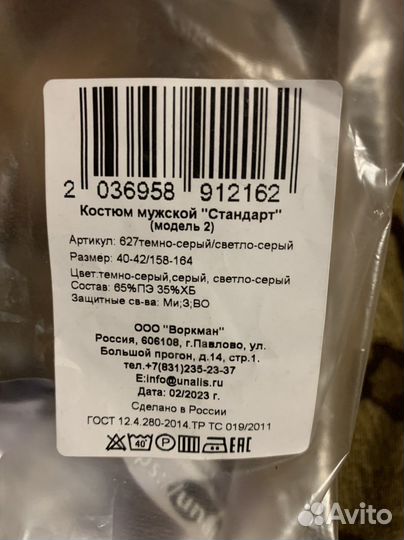 2 036958 912162
Костюм мужской "Стандарт"
(модель 2)
Артикул: 627темно-серый/светло-серый
Размер: 40-42/158-164
Цвет:темно-серый,серый, светло-серый
Состав: 65%ПЭ 35%ХБ
Защитные св-ва: Ми;З;ВО
ООО "Воркман"
Россия, 606108, г.Павлово, ул.
Большой прогон, д.14, стр.1.
тел.+7(831)235-23-37
E:info@unalis.ru
Дата: 02/2023 г.
Сделано в России
ГОСТ 12.4.280-2014.ТР ТС 019/2011
40° P EAC
Avito